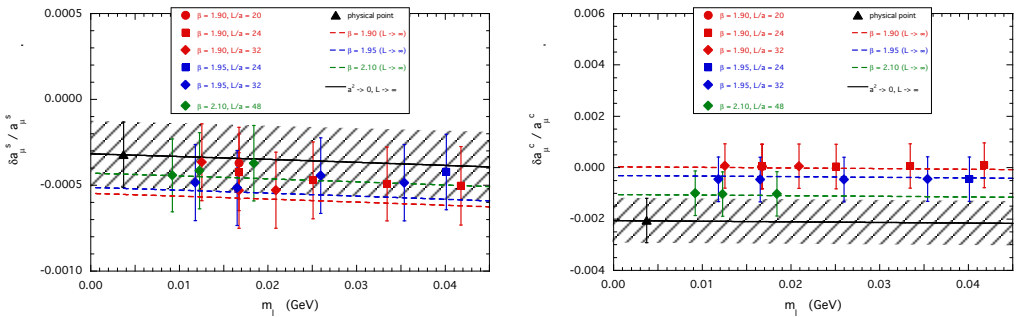 β = 1.90, L/a = 20
β = 1.90, L/a = 24
β = 1.90, L/a = 32
β = 1.95, L/a = 24
β = 1.95, L/a = 32
β = 2.10, L/a = 48
physical point
β = 1.90 (L -> ∞)
β = 1.95 (L -> ∞)
β = 2.10 (L -> ∞)
a² -> 0, L -> ∞
0.0005
0.0000
-0.0005
-0.0010
δa_μ^s / a_μ^s
0.00 0.01 0.02 0.03 0.04
m_l (GeV)
β = 1.90, L/a = 20
β = 1.90, L/a = 24
β = 1.90, L/a = 32
β = 1.95, L/a = 24
β = 1.95, L/a = 32
β = 2.10, L/a = 48
physical point
β = 1.90 (L -> ∞)
β = 1.95 (L -> ∞)
β = 2.10 (L -> ∞)
a² -> 0, L -> ∞
0.006
0.004
0.002
0.000
-0.002
-0.004
δa_μ^c / a_μ^c
0.00 0.01 0.02 0.03 0.04
m_l (GeV)